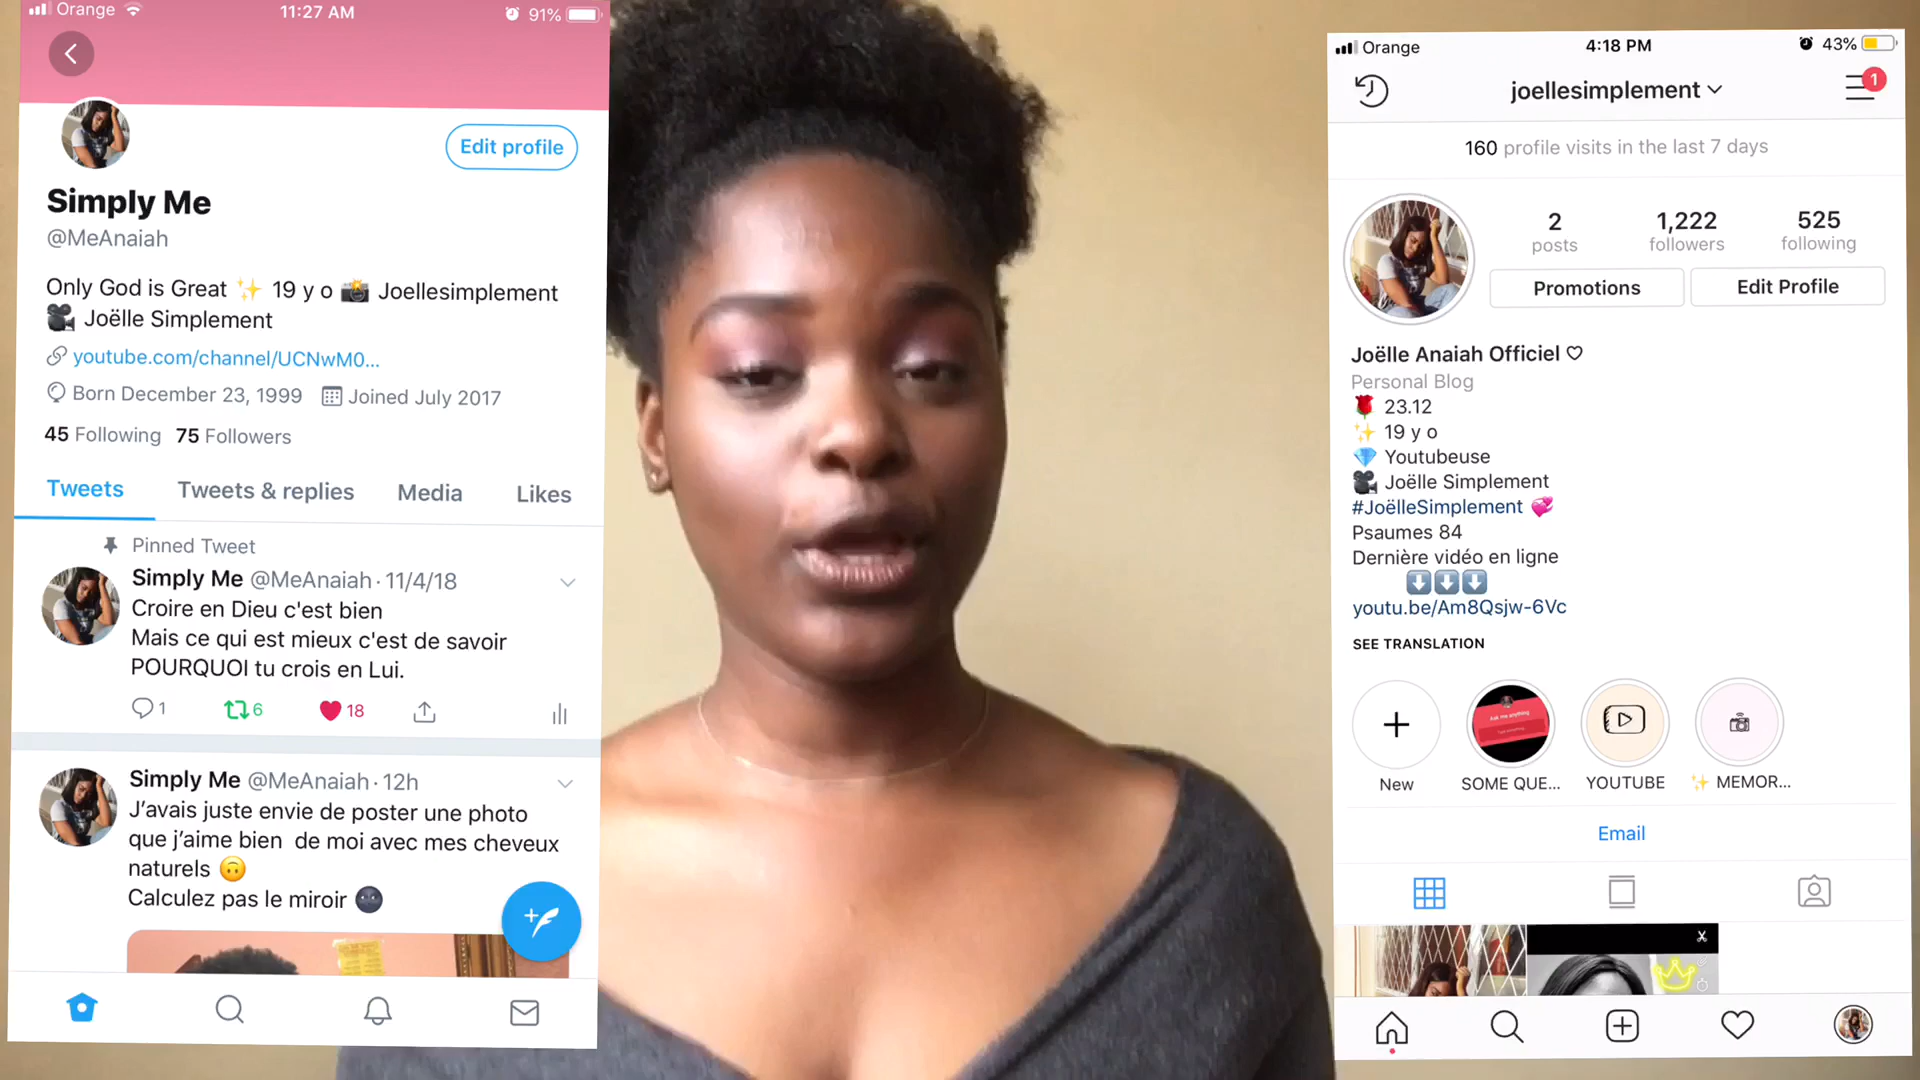 Orange
11:27 AM
91%
Edit profile
Simply Me
@MeAnaiah
Only God is Great ✨ 19 y o 📸 Joellesimplement
🎥 Joëlle Simplement
youtube.com/channel/UCNwM0...
Born December 23, 1999 Joined July 2017
45 Following 75 Followers
Tweets Tweets & replies Media Likes
Pinned Tweet
Simply Me @MeAnaiah · 11/4/18
Croire en Dieu c'est bien
Mais ce qui est mieux c'est de savoir
POURQUOI tu crois en Lui.
1 6 18
Simply Me @MeAnaiah · 12h
J’avais juste envie de poster une photo
que j’aime bien de moi avec mes cheveux
naturels 🙃
Calculez pas le miroir 🌚
Orange
4:18 PM
43%
joellesimplement
1
160 profile visits in the last 7 days
2 1,222 525
posts followers following
Promotions Edit Profile
Joëlle Anaiah Officiel ♡
Personal Blog
🌹 23.12
✨ 19 y o
💎 Youtubeuse
🎥 Joëlle Simplement
#JoëlleSimplement 💞
Psaumes 84
Dernière vidéo en ligne
⬇️⬇️⬇️
youtu.be/Am8Qsjw-6Vc
SEE TRANSLATION
Ask me anything
New SOME QUE... YOUTUBE ✨ MEMOR...
Email